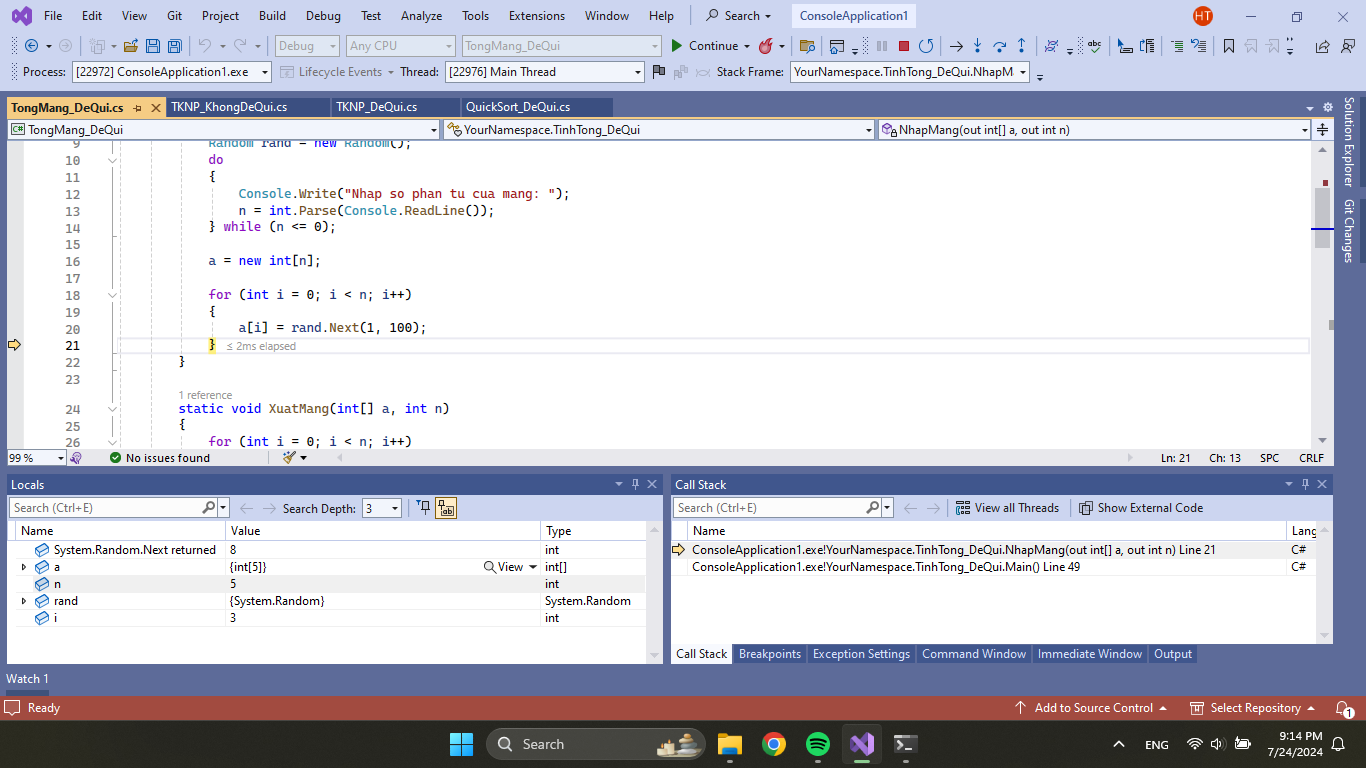 File Edit View Git Project Build Debug Test Analyze Tools Extensions Window Help Search ConsoleApplication1 HT
Debug Any CPU TongMang_DeQui Continue
Process: [22972] ConsoleApplication1.exe Lifecycle Events Thread: [22976] Main Thread Stack Frame: YourNamespace.TinhTong_DeQui.NhapM
TongMang_DeQui.cs TKNP_KhongDeQui.cs TKNP_DeQui.cs QuickSort_DeQui.cs
Solution Explorer
Git Changes
C# TongMang_DeQui YourNamespace.TinhTong_DeQui NhapMang(out int[] a, out int n)
9 Random rand = new Random();
10 do
11 {
12 Console.Write("Nhap so phan tu cua mang: ");
13 n = int.Parse(Console.ReadLine());
14 } while (n <= 0);
15
16 a = new int[n];
17
18 for (int i = 0; i < n; i++)
19 {
20 a[i] = rand.Next(1, 100);
21 } ≤ 2ms elapsed
22 }
23
1 reference
24 static void XuatMang(int[] a, int n)
25 {
26 for (int i = 0; i < n; i++)
99 % No issues found Ln: 21 Ch: 13 SPC CRLF
Locals
Search (Ctrl+E) Search Depth: 3
Name Value Type
System.Random.Next returned 8 int
a {int[5]} View int[]
n 5 int
rand {System.Random} System.Random
i 3 int
Call Stack
Search (Ctrl+E) View all Threads Show External Code
Name Lang
ConsoleApplication1.exe!YourNamespace.TinhTong_DeQui.NhapMang(out int[] a, out int n) Line 21 C#
ConsoleApplication1.exe!YourNamespace.TinhTong_DeQui.Main() Line 49 C#
Call Stack Breakpoints Exception Settings Command Window Immediate Window Output
Watch 1
Ready Add to Source Control Select Repository 1
Search ENG 9:14 PM
7/24/2024